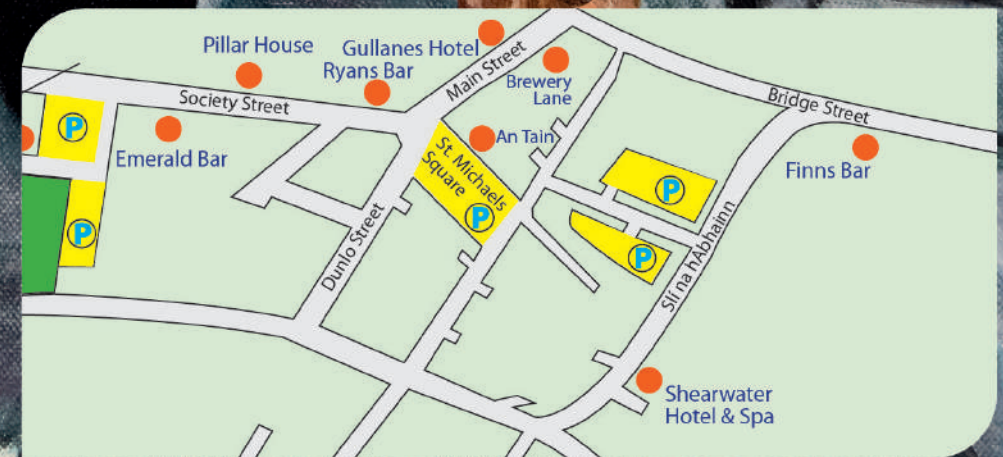 Pillar House
Gullanes Hotel
Ryans Bar
Main Street
Brewery
Lane
Society Street
Bridge Street
P
Emerald Bar
An Tain
St. Michaels
Square
P
P
Finns Bar
P
P
Dunlo Street
Slí na hAbhainn
Shearwater
Hotel & Spa